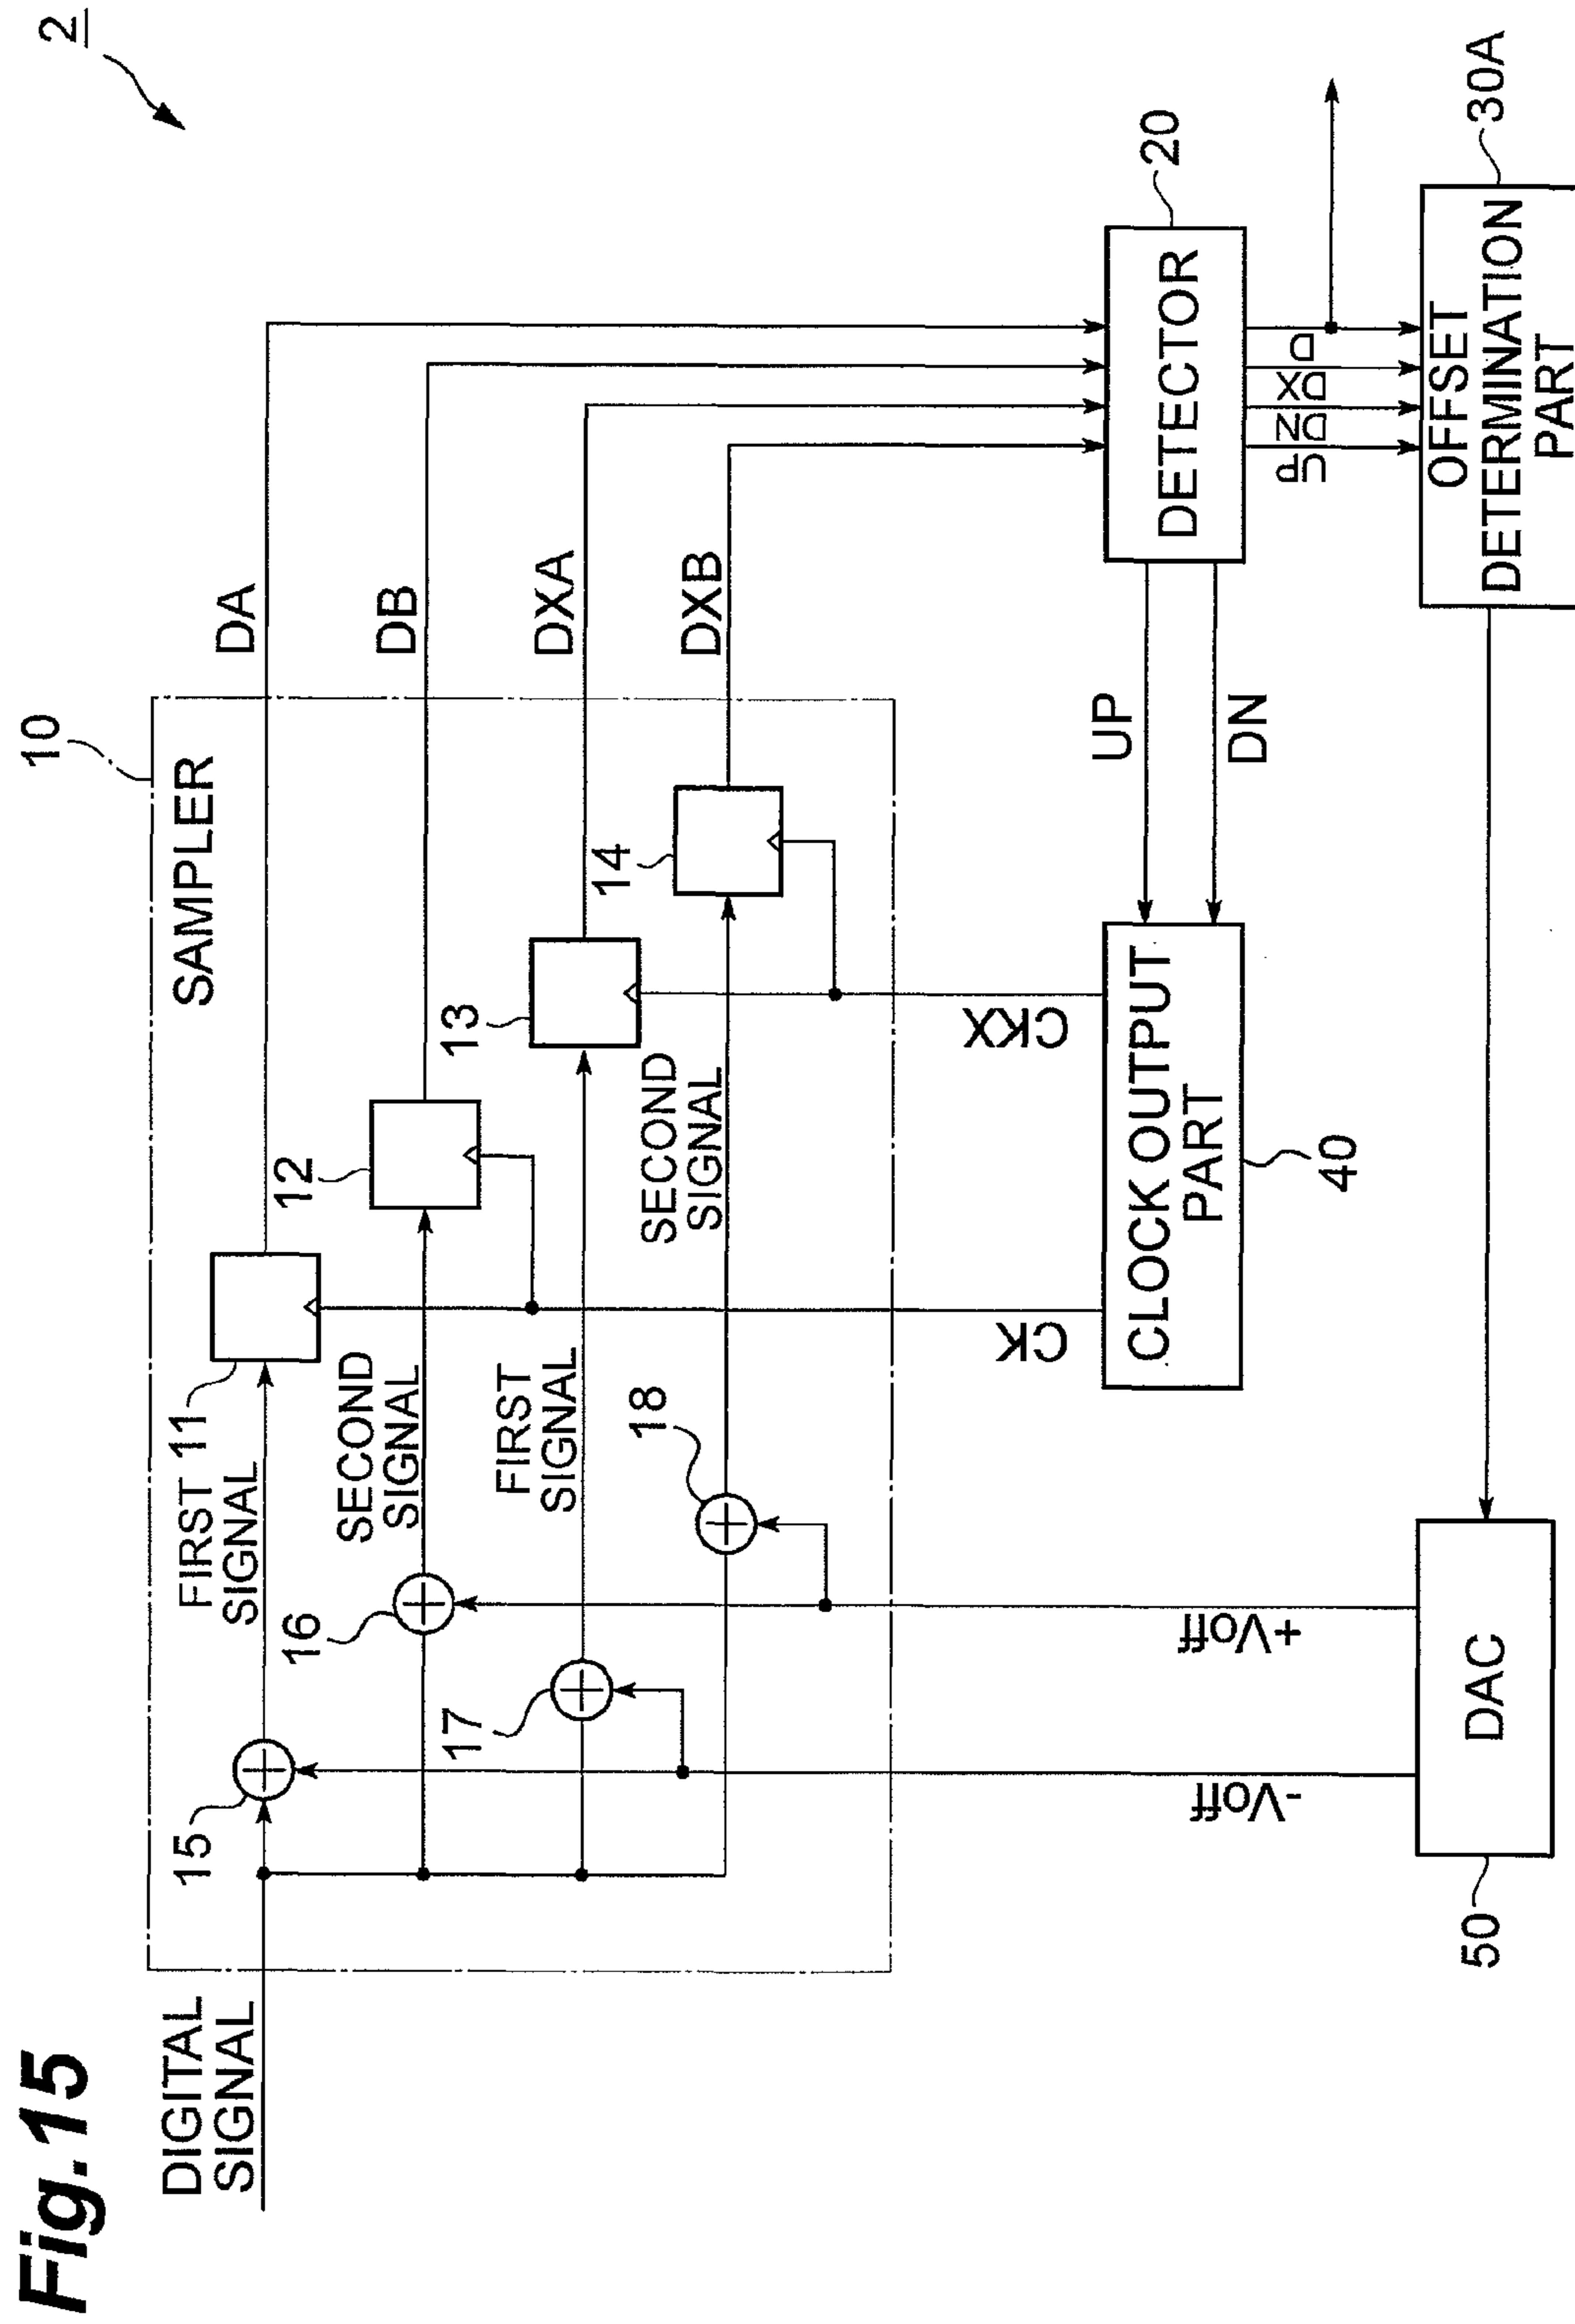 Fig.15
2
10
SAMPLER
DIGITAL
SIGNAL
15
FIRST
SIGNAL
11
DA
16
SECOND
SIGNAL
12
DB
17
FIRST
SIGNAL
13
DXA
18
SECOND
SIGNAL
14
DXB
-Voff
+Voff
CK
CKX
CLOCK OUTPUT
PART
40
UP
DN
DETECTOR
20
UP
DN
DX
D
50
DAC
OFFSET
DETERMINATION
PART
30A